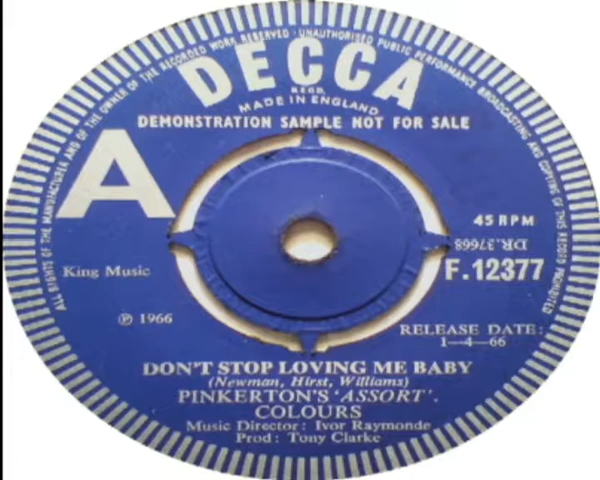 ALL RIGHTS OF THE MANUFACTURER AND OF THE OWNER OF THE RECORDED WORK RESERVED · UNAUTHORISED PUBLIC PERFORMANCE BROADCASTING AND COPYING OF THIS RECORD PROHIBITED
DECCA
REGD.
MADE IN ENGLAND
DEMONSTRATION SAMPLE NOT FOR SALE
A
45 RPM
DR.37668
F.12377
King Music
℗ 1966
RELEASE DATE:
1—4—66
DON'T STOP LOVING ME BABY
(Newman, Hirst, Williams)
PINKERTON'S 'ASSORT'.
COLOURS
Music Director: Ivor Raymonde
Prod: Tony Clarke